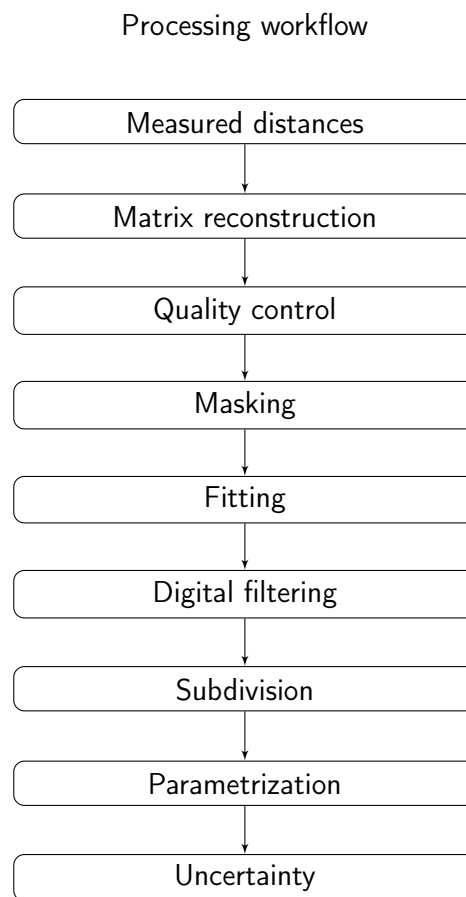 Processing workflow
Measured distances
Matrix reconstruction
Quality control
Masking
Fitting
Digital filtering
Subdivision
Parametrization
Uncertainty